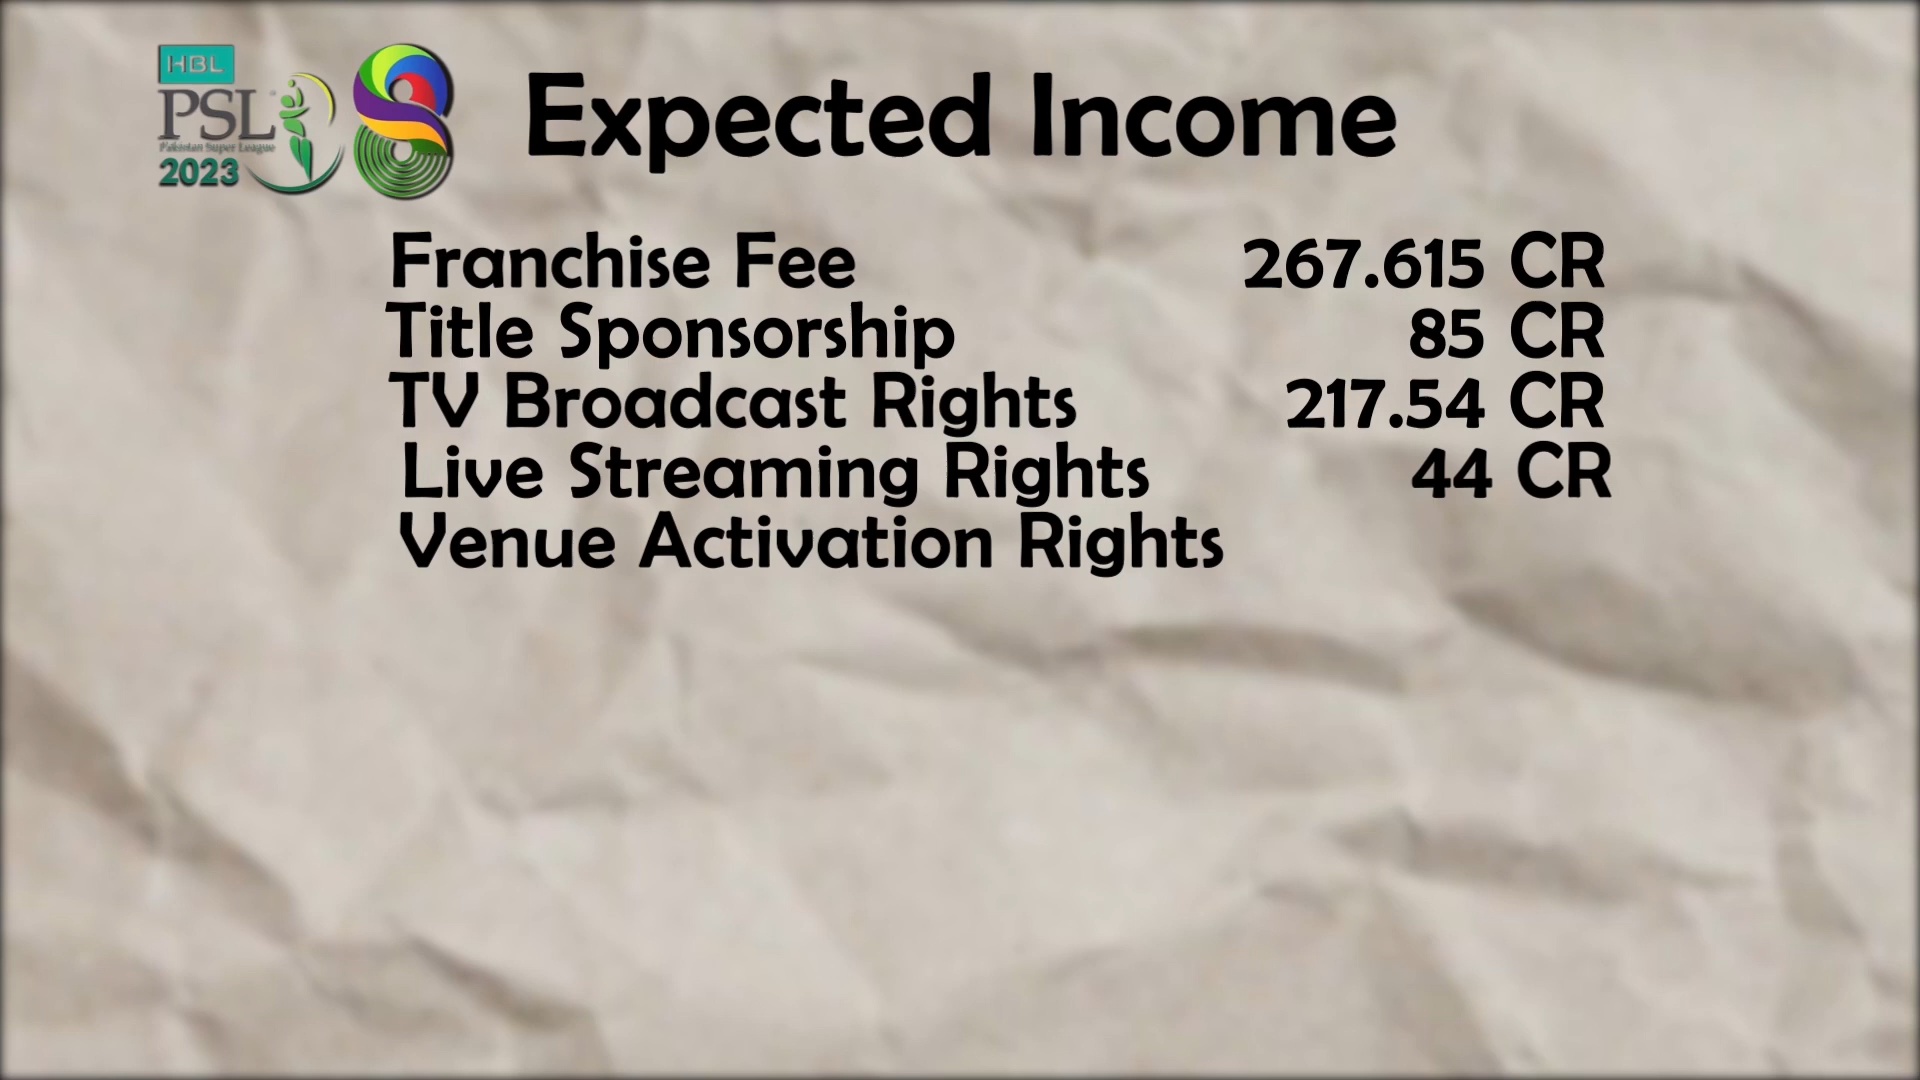 HBL
PSL
Pakistan Super League
2023
Expected Income
Franchise Fee 267.615 CR
Title Sponsorship 85 CR
TV Broadcast Rights 217.54 CR
Live Streaming Rights 44 CR
Venue Activation Rights